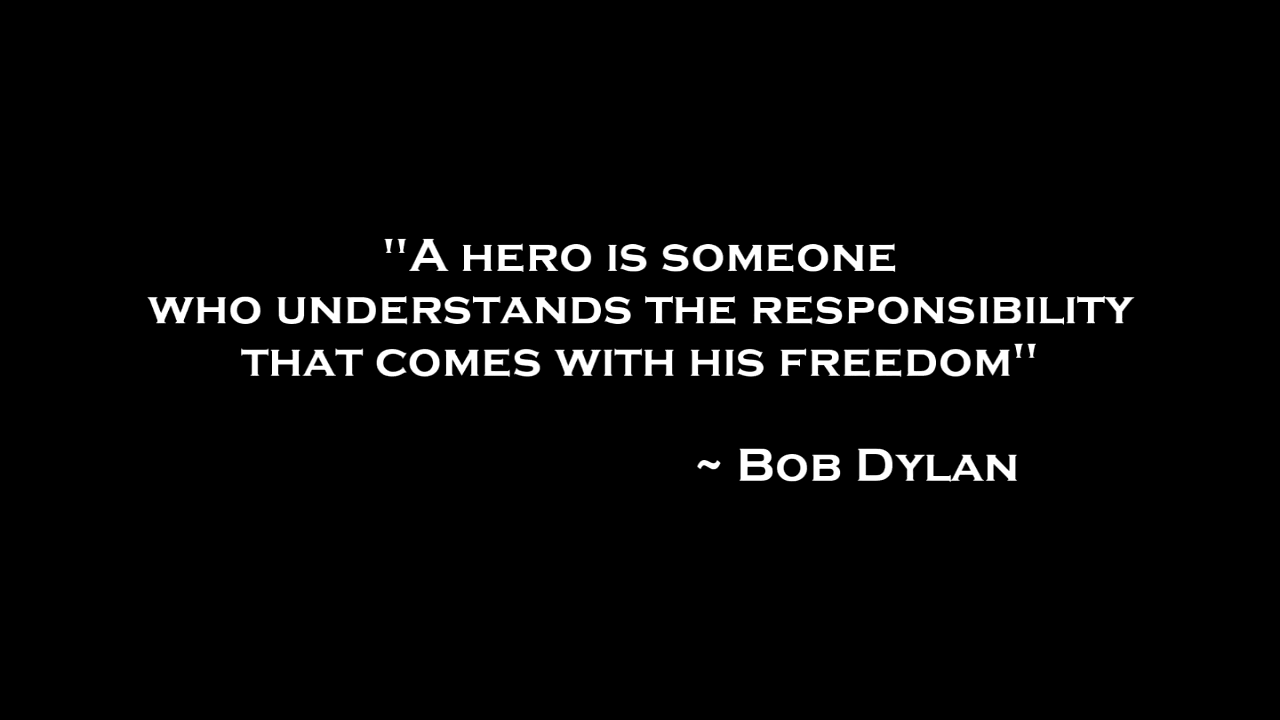 "A HERO IS SOMEONE
WHO UNDERSTANDS THE RESPONSIBILITY
THAT COMES WITH HIS FREEDOM"
~ BOB DYLAN